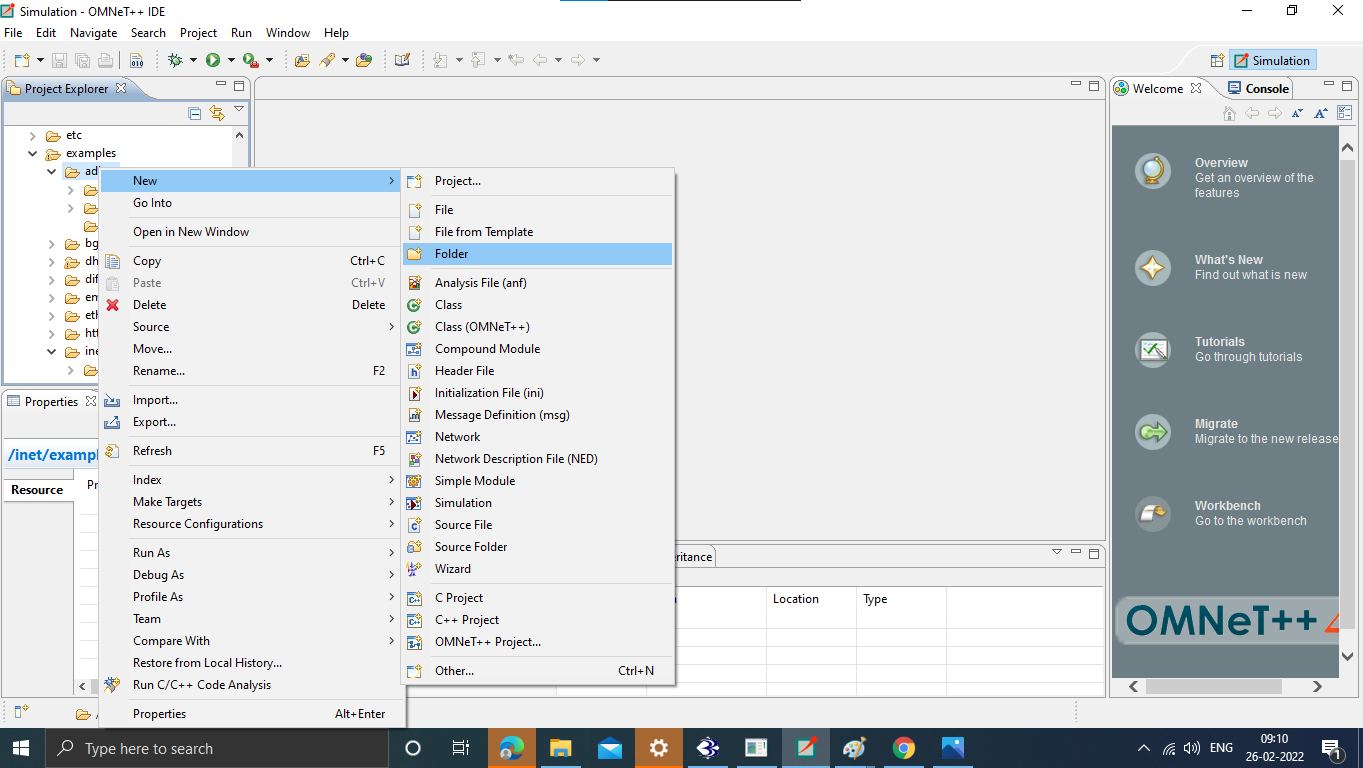 Simulation - OMNeT++ IDE
File Edit Navigate Search Project Run Window Help
Simulation
Project Explorer
Welcome
Console
etc
examples
New
Go Into
Open in New Window
Copy Ctrl+C
Paste Ctrl+V
Delete Delete
Source
Move...
Rename... F2
Import...
Export...
Refresh F5
Index
Make Targets
Resource Configurations
Run As
Debug As
Profile As
Team
Compare With
Restore from Local History...
Run C/C++ Code Analysis
Properties Alt+Enter
Project...
File
File from Template
Folder
Analysis File (anf)
Class
Class (OMNeT++)
Compound Module
Header File
Initialization File (ini)
Message Definition (msg)
Network
Network Description File (NED)
Simple Module
Simulation
Source File
Source Folder
Wizard
C Project
C++ Project
OMNeT++ Project...
Other... Ctrl+N
Properties
/inet/examp
Resource
Pr
eritance
Location Type
Overview
Get an overview of the
features
What's New
Find out what is new
Tutorials
Go through tutorials
Migrate
Migrate to the new release
Workbench
Go to the workbench
OMNeT++ 4
Type here to search
ENG
09:10
26-02-2022
1